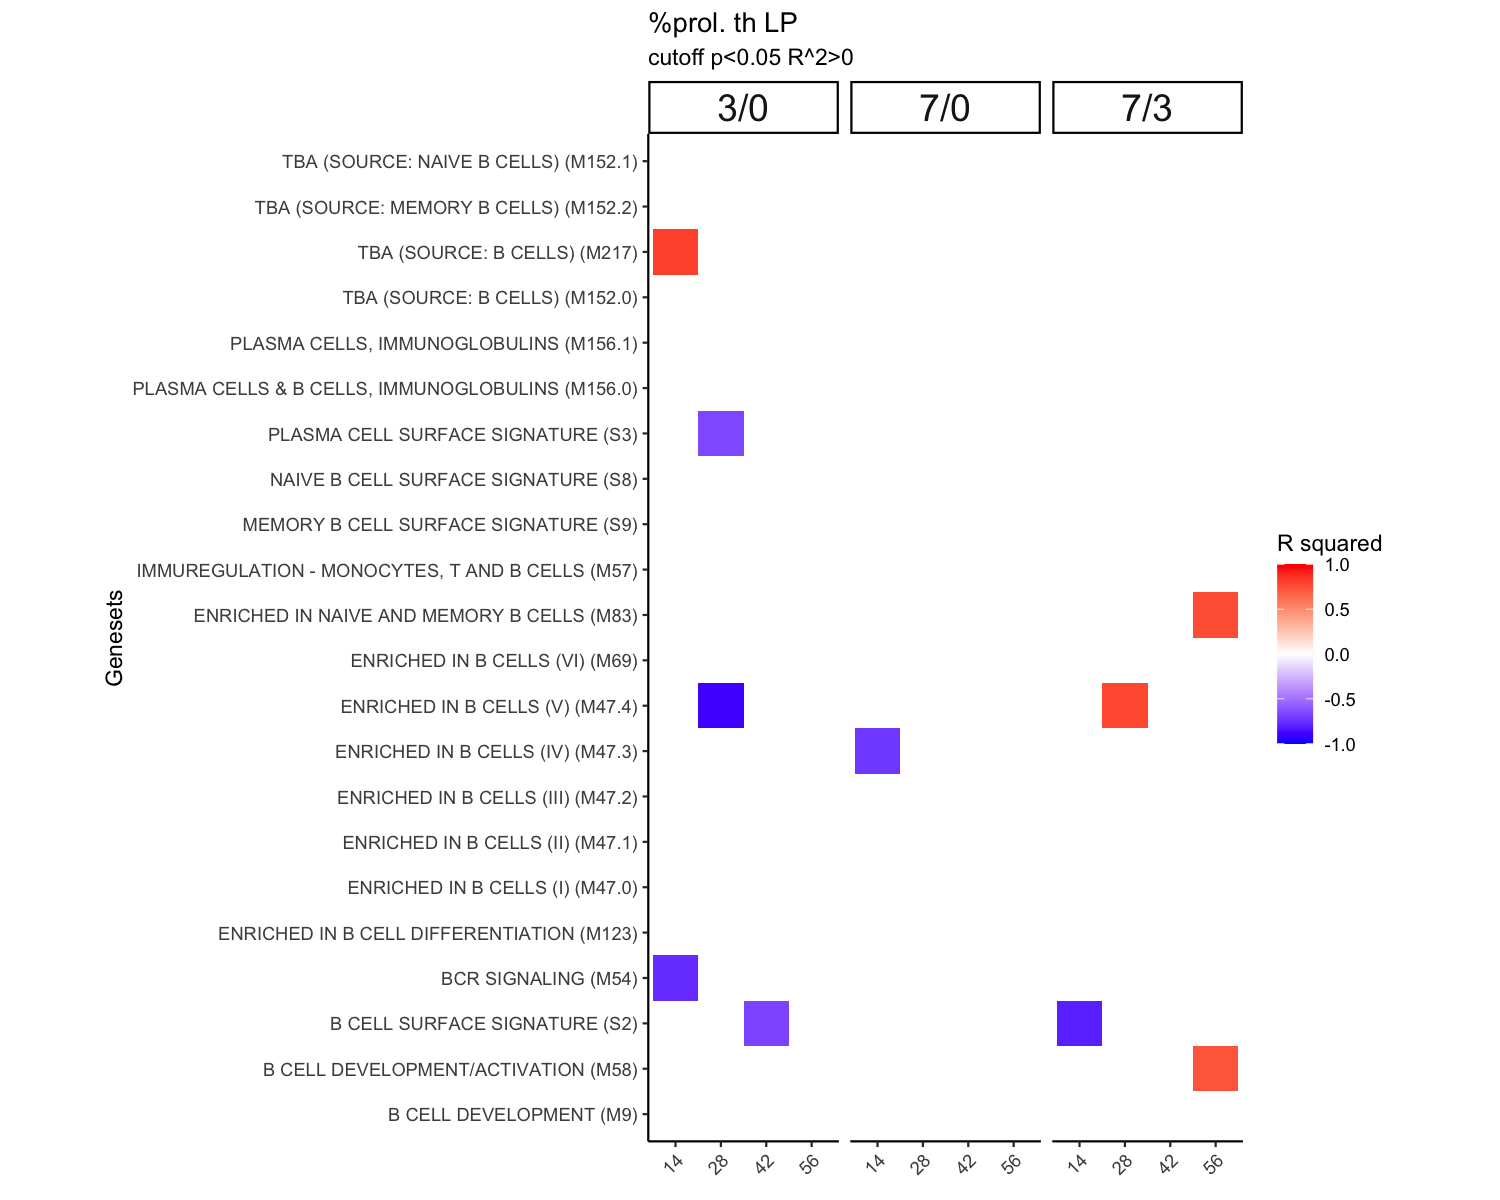 %prol. th LP
cutoff p<0.05 R^2>0
3/0 7/0 7/3
TBA (SOURCE: NAIVE B CELLS) (M152.1)
TBA (SOURCE: MEMORY B CELLS) (M152.2)
TBA (SOURCE: B CELLS) (M217)
TBA (SOURCE: B CELLS) (M152.0)
PLASMA CELLS, IMMUNOGLOBULINS (M156.1)
PLASMA CELLS & B CELLS, IMMUNOGLOBULINS (M156.0)
PLASMA CELL SURFACE SIGNATURE (S3)
NAIVE B CELL SURFACE SIGNATURE (S8)
MEMORY B CELL SURFACE SIGNATURE (S9)
IMMUREGULATION - MONOCYTES, T AND B CELLS (M57)
ENRICHED IN NAIVE AND MEMORY B CELLS (M83)
ENRICHED IN B CELLS (VI) (M69)
ENRICHED IN B CELLS (V) (M47.4)
ENRICHED IN B CELLS (IV) (M47.3)
ENRICHED IN B CELLS (III) (M47.2)
ENRICHED IN B CELLS (II) (M47.1)
ENRICHED IN B CELLS (I) (M47.0)
ENRICHED IN B CELL DIFFERENTIATION (M123)
BCR SIGNALING (M54)
B CELL SURFACE SIGNATURE (S2)
B CELL DEVELOPMENT/ACTIVATION (M58)
B CELL DEVELOPMENT (M9)
Genesets
14 28 42 56 14 28 42 56 14 28 42 56
R squared
1.0
0.5
0.0
-0.5
-1.0